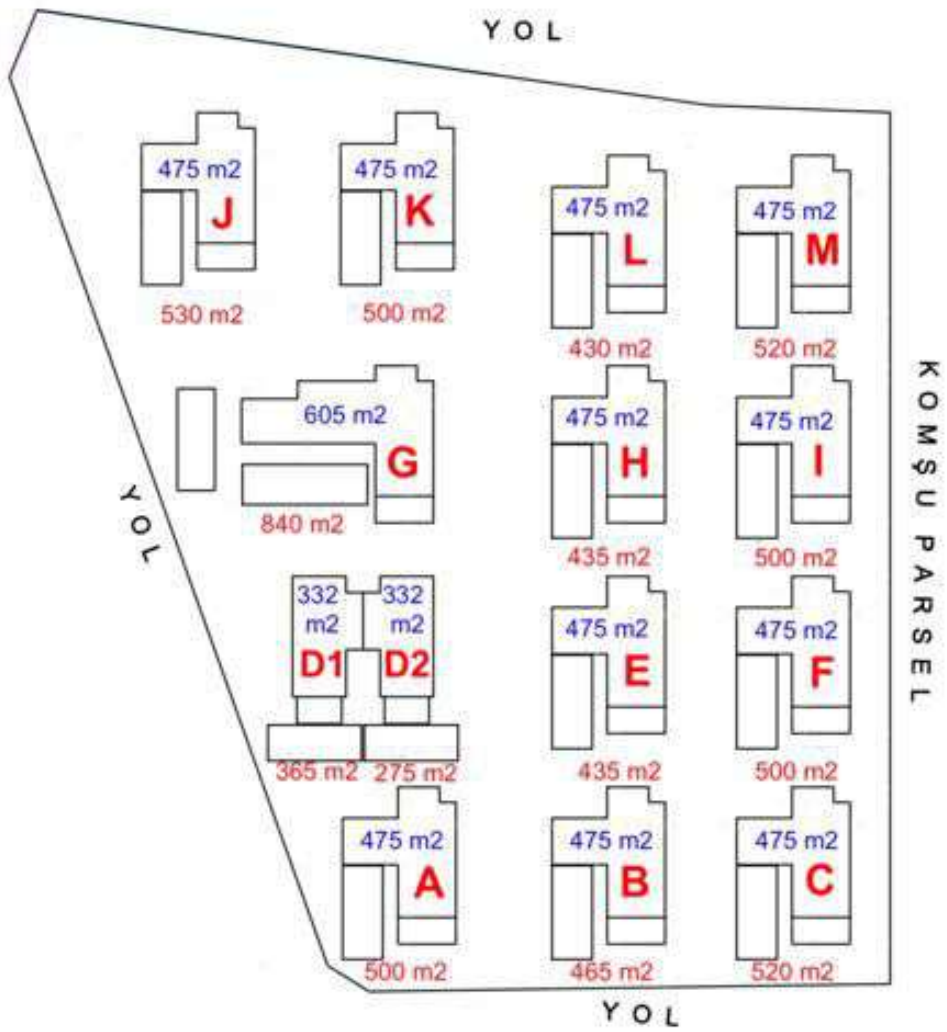 YOL
475 m2
J
530 m2
475 m2
K
500 m2
475 m2
L
430 m2
475 m2
M
520 m2
605 m2
G
840 m2
475 m2
H
435 m2
475 m2
I
500 m2
KOMŞU PARSEL
YOL
332
m2
D1
365 m2
332
m2
D2
275 m2
475 m2
E
435 m2
475 m2
F
500 m2
475 m2
A
500 m2
475 m2
B
465 m2
475 m2
C
520 m2
YOL